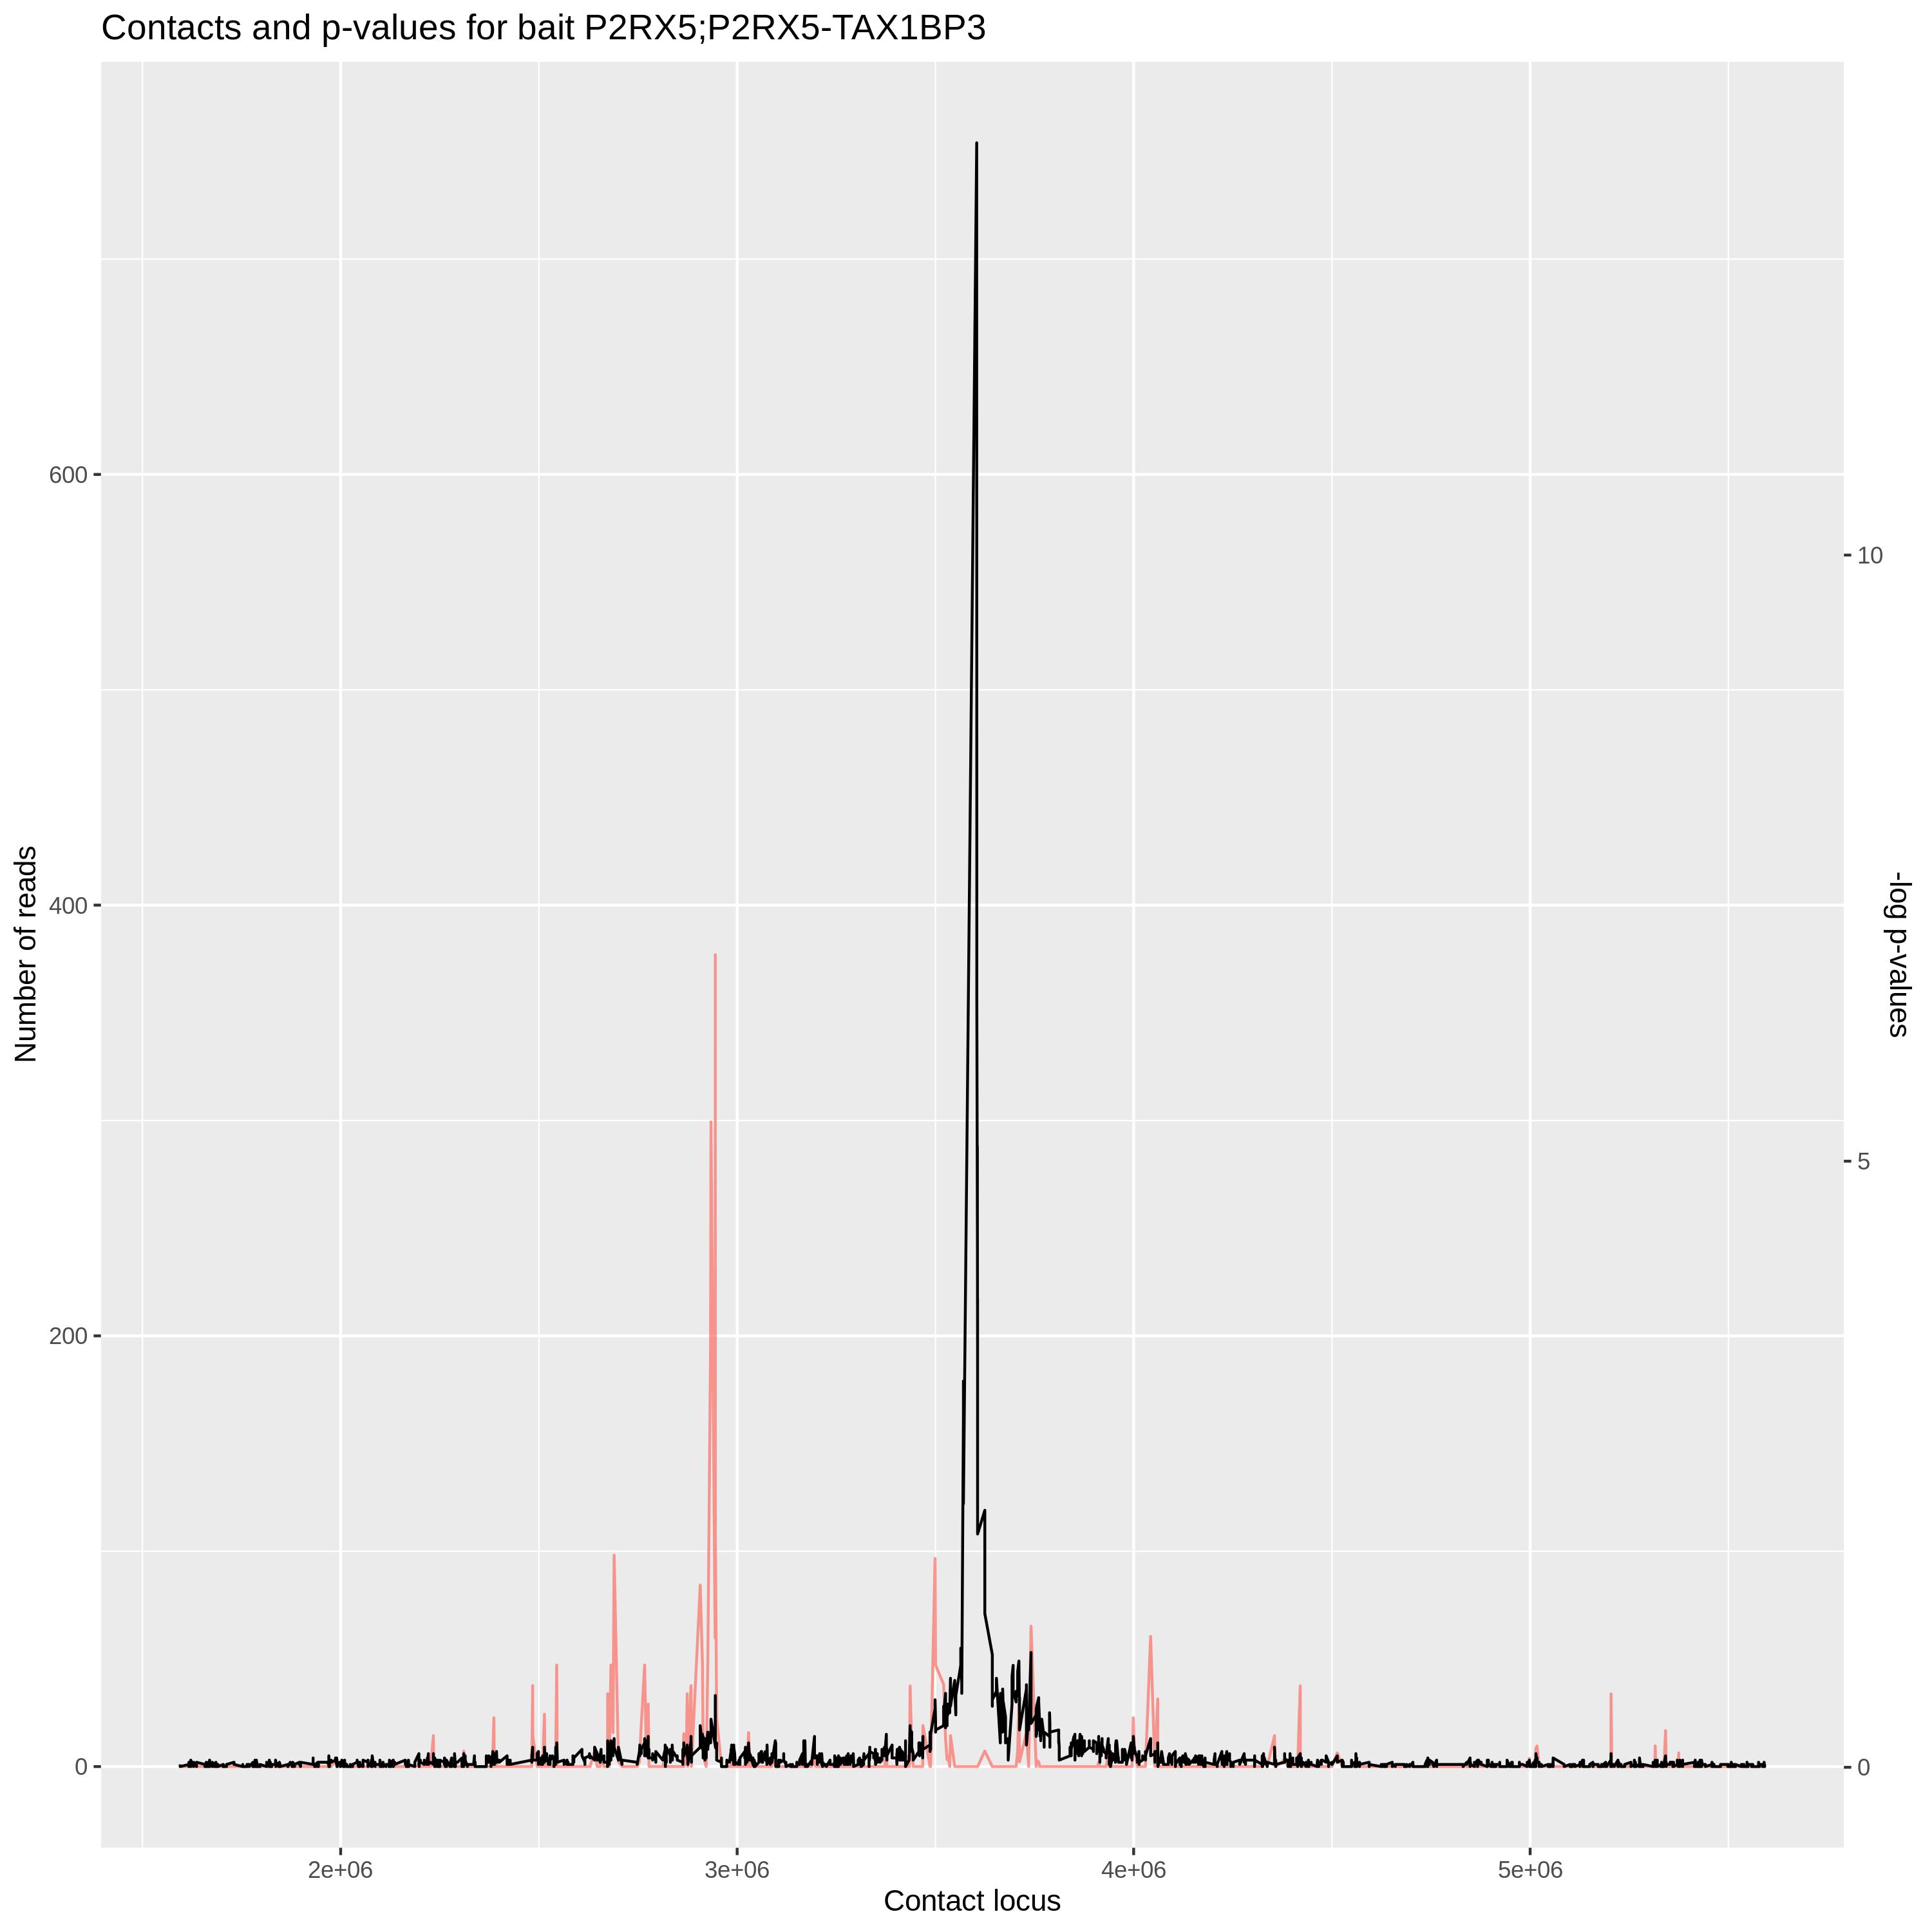 Contacts and p-values for bait P2RX5;P2RX5-TAX1BP3
Number of reads
600
400
200
0
10
5
0
-log p-values
2e+06 3e+06 4e+06 5e+06
Contact locus